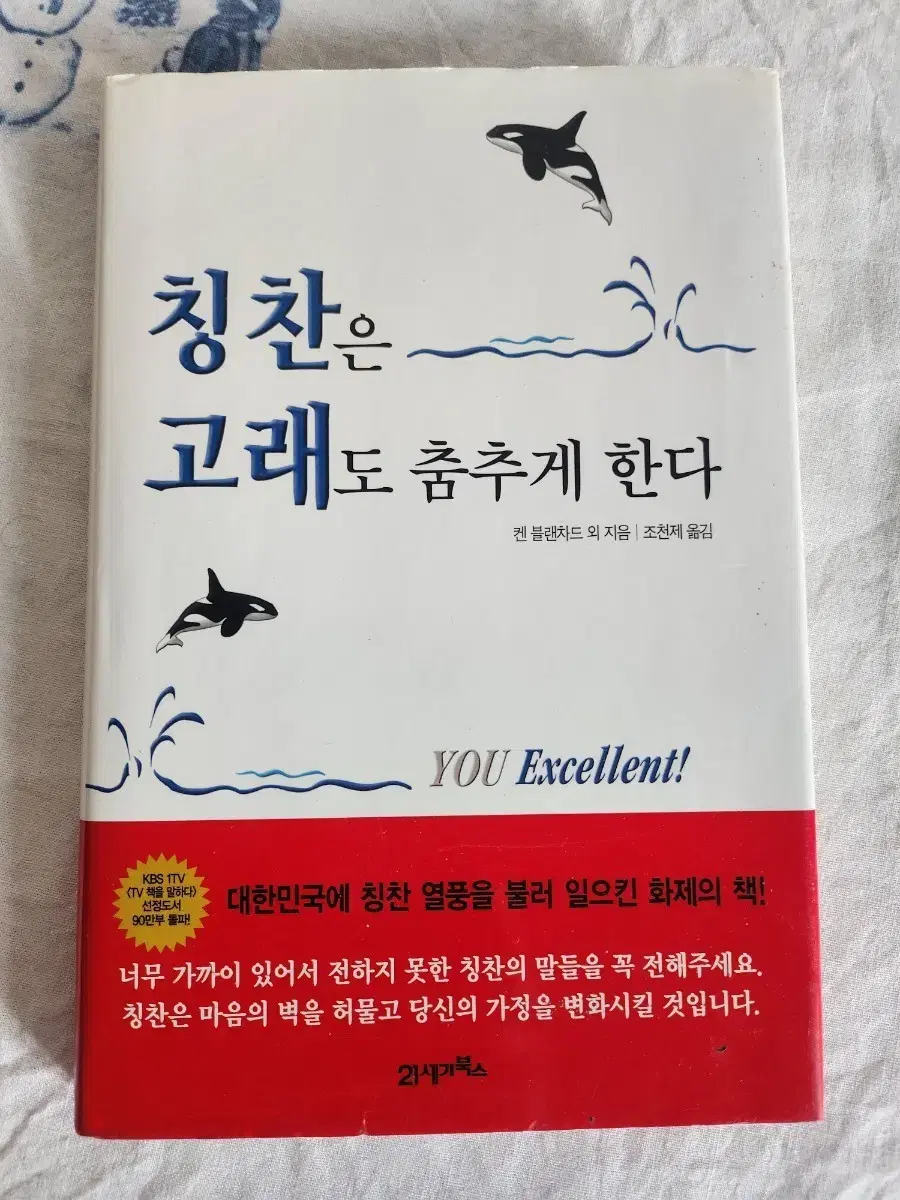 칭찬은
고래도 춤추게 한다
켄 블랜차드 외 지음 | 조천제 옮김
YOU Excellent!
KBS 1TV
〈TV 책을 말하다〉
선정도서
90만부 돌파!
대한민국에 칭찬 열풍을 불러 일으킨 화제의 책!
너무 가까이 있어서 전하지 못한 칭찬의 말들을 꼭 전해주세요.
칭찬은 마음의 벽을 허물고 당신의 가정을 변화시킬 것입니다.
21세기북스